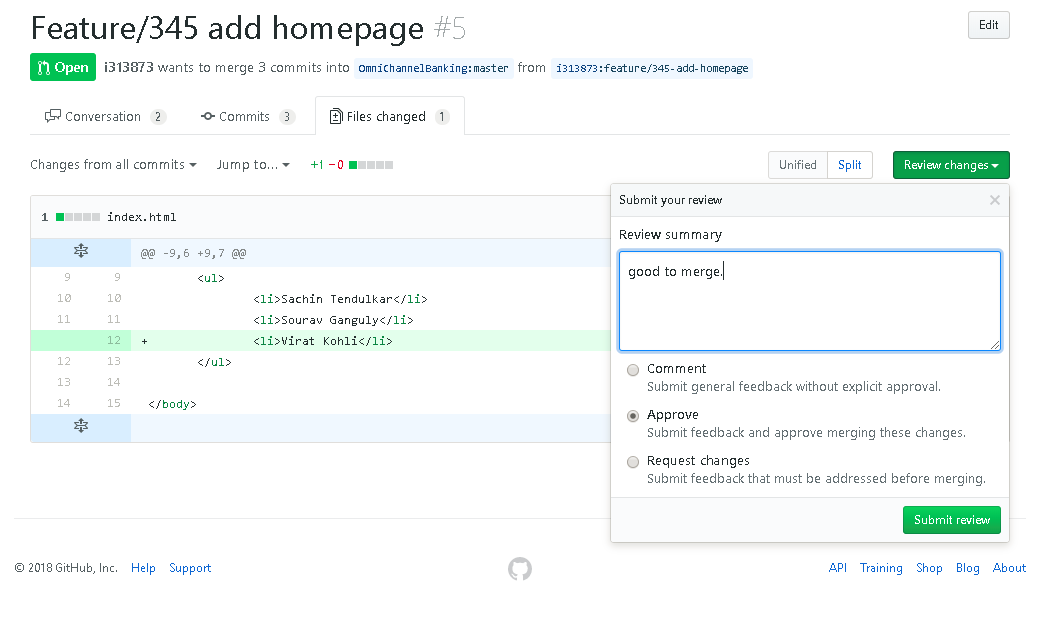 Feature/345 add homepage #5
Edit
Open i313873 wants to merge 3 commits into OmniChannelBanking:master from i313873:feature/345-add-homepage
Conversation 2 Commits 3 Files changed 1
Changes from all commits Jump to... +1 −0 Unified Split Review changes
Submit your review ×
1 index.html
Review summary
@@ -9,6 +9,7 @@
good to merge.
9 9 <ul>
10 10 <li>Sachin Tendulkar</li>
11 11 <li>Sourav Ganguly</li>
12 + <li>Virat Kohli</li>
12 13 </ul>
13 14
14 15 </body>
Comment
Submit general feedback without explicit approval.
Approve
Submit feedback and approve merging these changes.
Request changes
Submit feedback that must be addressed before merging.
Submit review
© 2018 GitHub, Inc. Help Support API Training Shop Blog About